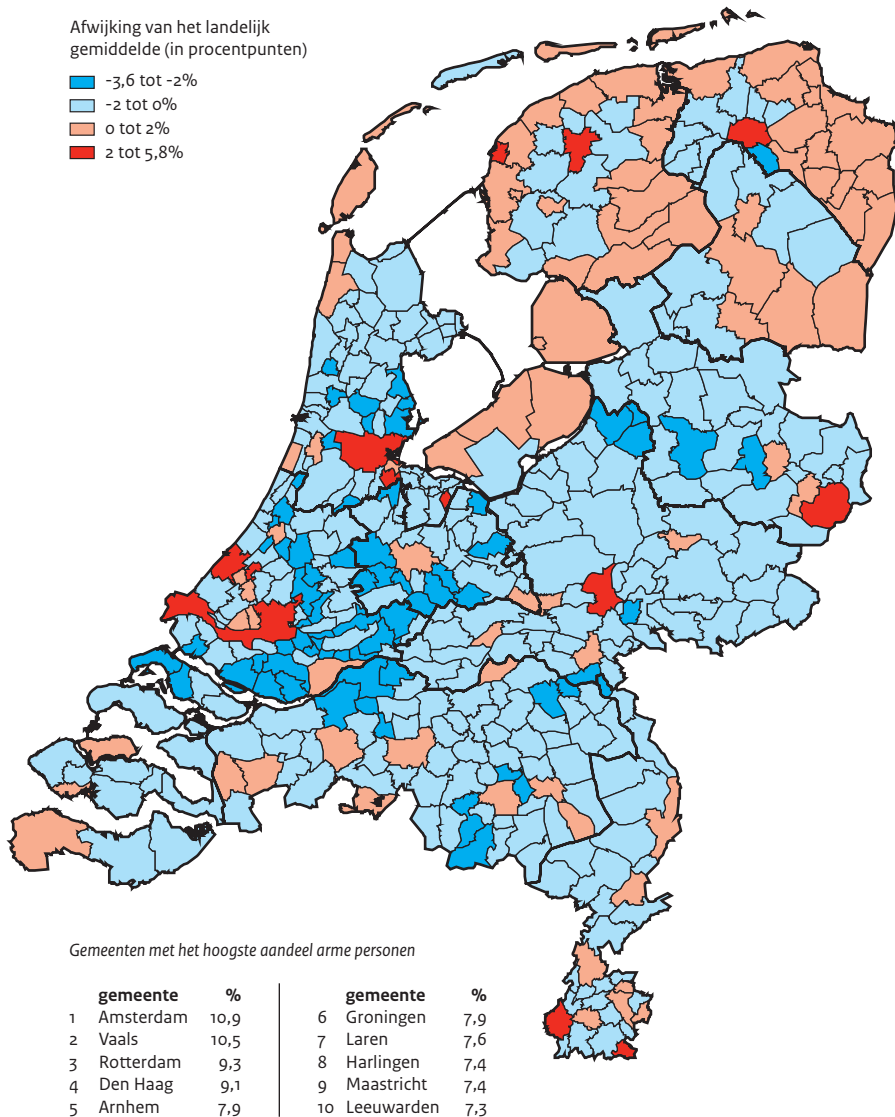 Afwijking van het landelijk
gemiddelde (in procentpunten)
-3,6 tot -2%
-2 tot 0%
0 tot 2%
2 tot 5,8%
Gemeenten met het hoogste aandeel arme personen
gemeente %
1 Amsterdam 10,9
2 Vaals 10,5
3 Rotterdam 9,3
4 Den Haag 9,1
5 Arnhem 7,9
gemeente %
6 Groningen 7,9
7 Laren 7,6
8 Harlingen 7,4
9 Maastricht 7,4
10 Leeuwarden 7,3